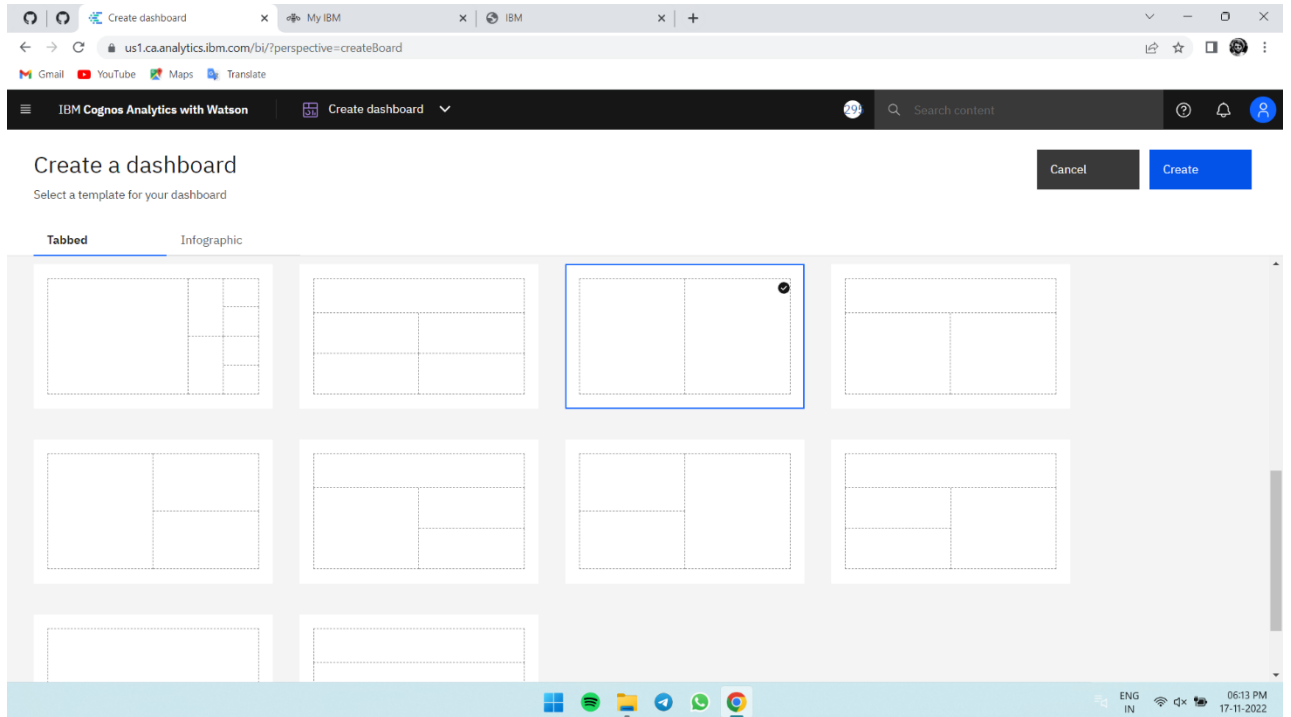 Create dashboard
My IBM
IBM
us1.ca.analytics.ibm.com/bi/?perspective=createBoard
Gmail YouTube Maps Translate
IBM Cognos Analytics with Watson
Create dashboard
Search content
Create a dashboard
Cancel
Create
Select a template for your dashboard
Tabbed
Infographic
ENG
IN
06:13 PM
17-11-2022